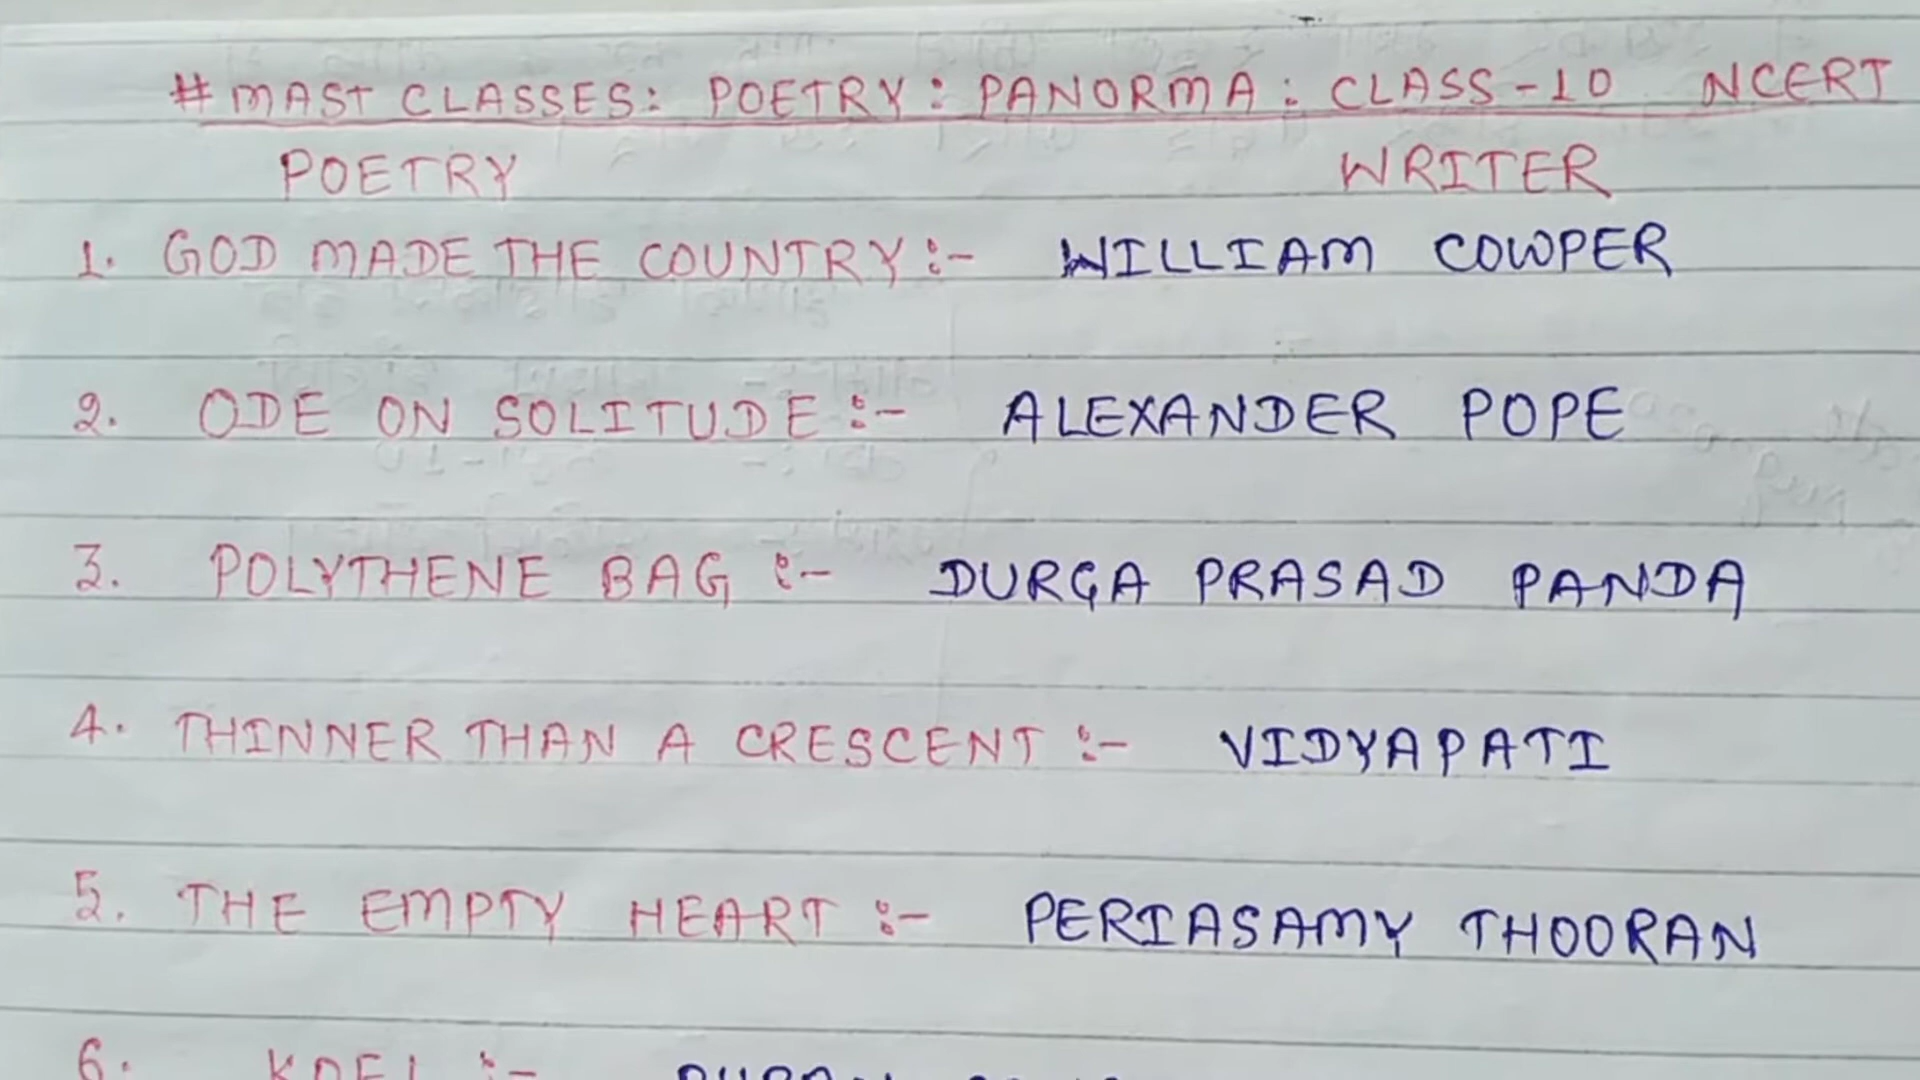 # MAST CLASSES: POETRY: PANORMA: CLASS-10 NCERT
POETRY WRITER
1. GOD MADE THE COUNTRY:- WILLIAM COWPER
2. ODE ON SOLITUDE:- ALEXANDER POPE
3. POLYTHENE BAG:- DURGA PRASAD PANDA
4. THINNER THAN A CRESCENT:- VIDYAPATI
5. THE EMPTY HEART:- PERIASAMY THOORAN
6. KOEL:-